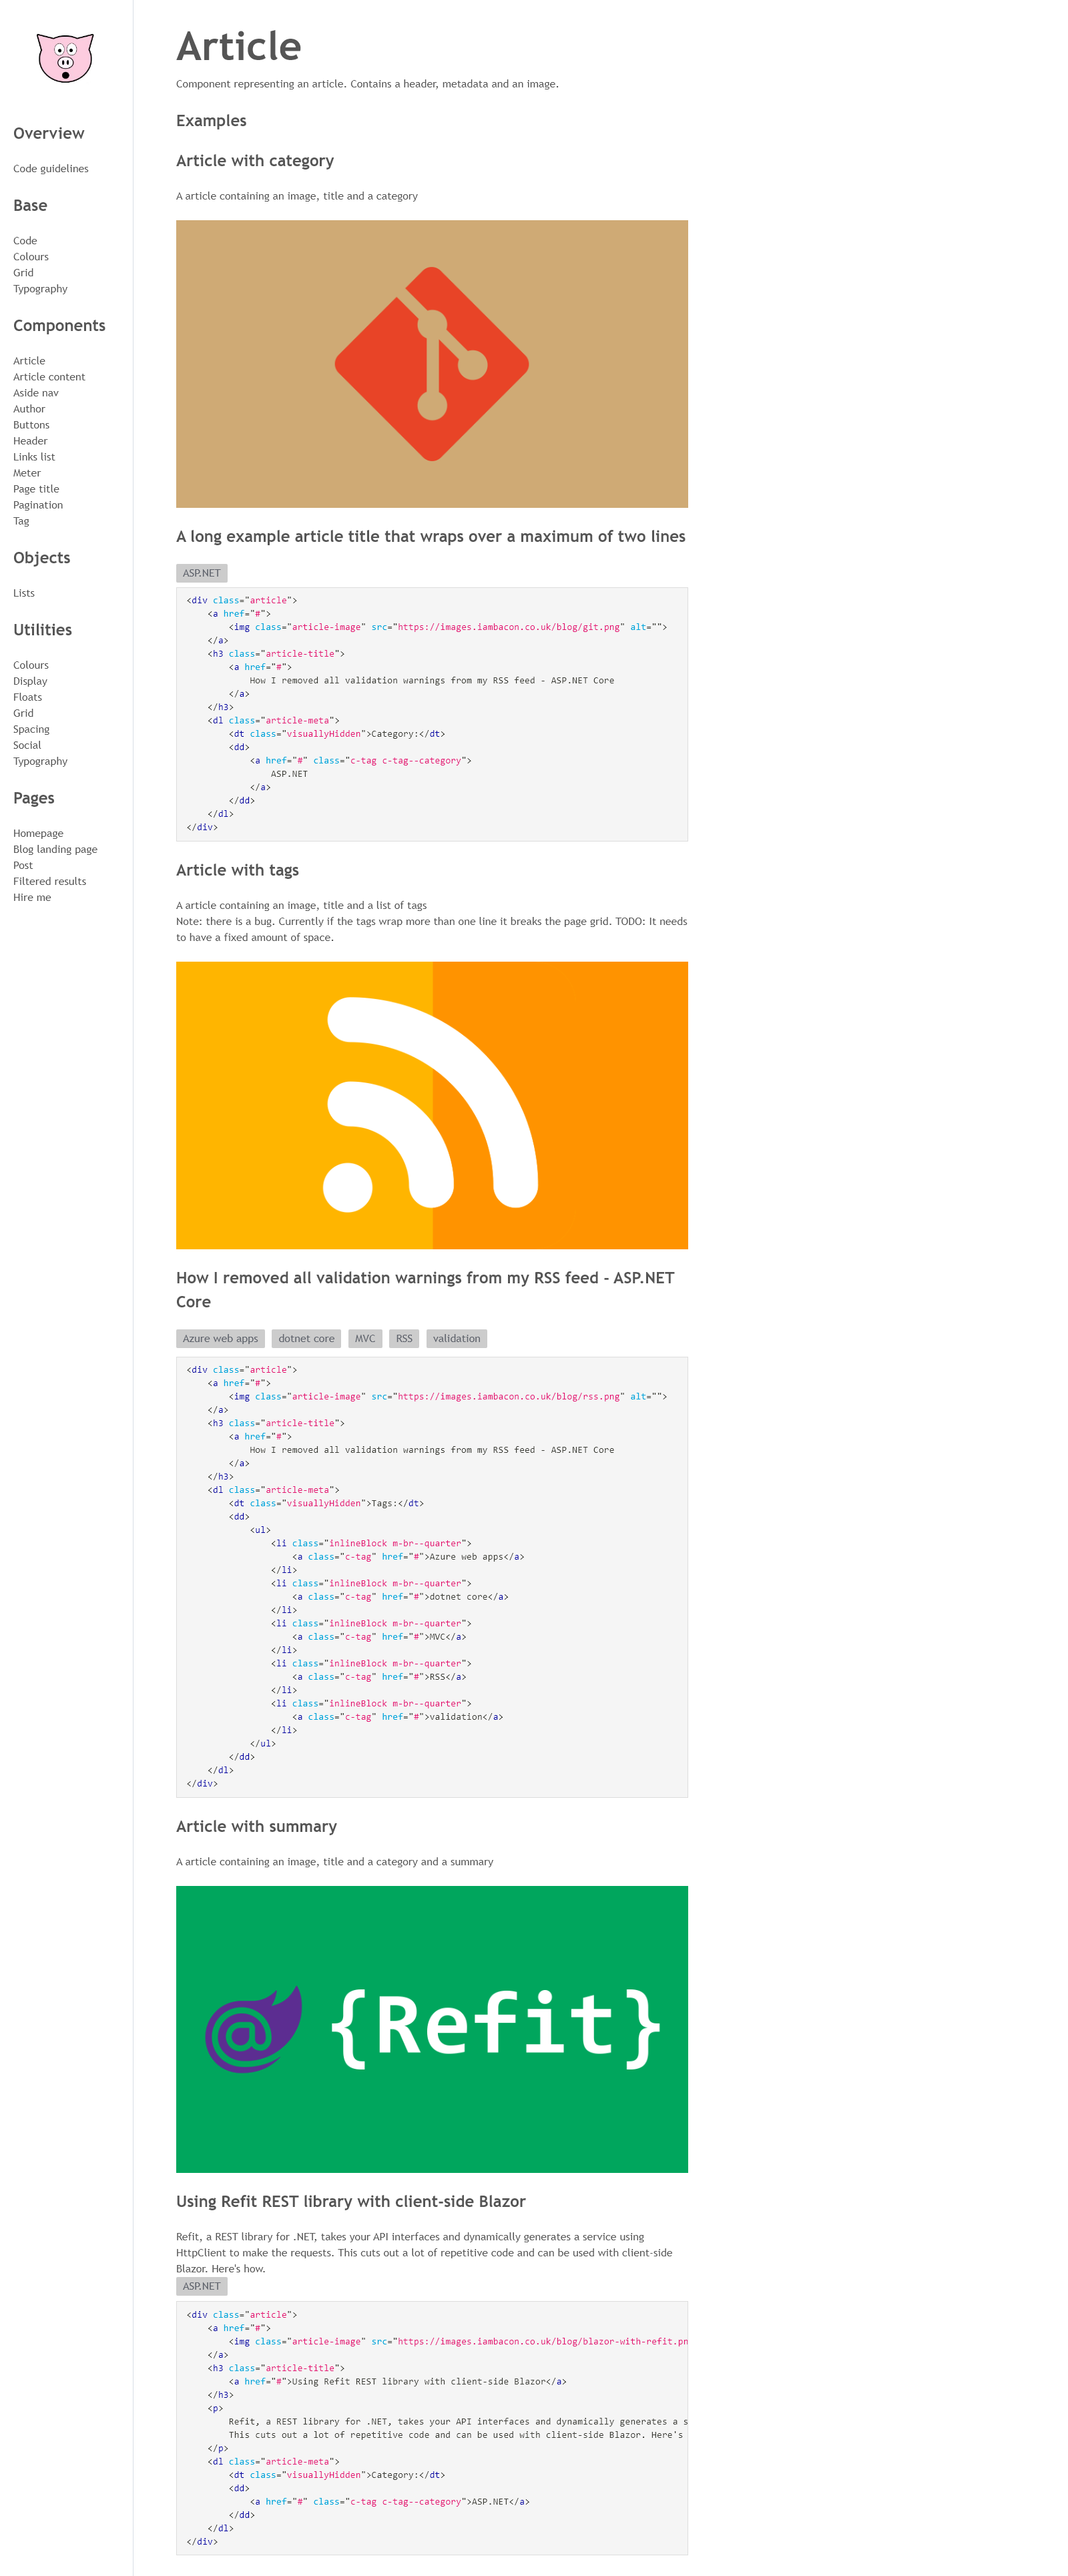 Overview
Code guidelines
Base
Code
Colours
Grid
Typography
Components
Article
Article content
Aside nav
Author
Buttons
Header
Links list
Meter
Page title
Pagination
Tag
Objects
Lists
Utilities
Colours
Display
Floats
Grid
Spacing
Social
Typography
Pages
Homepage
Blog landing page
Post
Filtered results
Hire me
Article
Component representing an article. Contains a header, metadata and an image.
Examples
Article with category
A article containing an image, title and a category
A long example article title that wraps over a maximum of two lines
ASP.NET
<div class="article">
    <a href="#">
        <img class="article-image" src="https://images.iambacon.co.uk/blog/git.png" alt="">
    </a>
    <h3 class="article-title">
        <a href="#">
            How I removed all validation warnings from my RSS feed - ASP.NET Core
        </a>
    </h3>
    <dl class="article-meta">
        <dt class="visuallyHidden">Category:</dt>
        <dd>
            <a href="#" class="c-tag c-tag--category">
                ASP.NET
            </a>
        </dd>
    </dl>
</div>
Article with tags
A article containing an image, title and a list of tags
Note: there is a bug. Currently if the tags wrap more than one line it breaks the page grid. TODO: It needs
to have a fixed amount of space.
How I removed all validation warnings from my RSS feed - ASP.NET
Core
Azure web apps dotnet core MVC RSS validation
<div class="article">
    <a href="#">
        <img class="article-image" src="https://images.iambacon.co.uk/blog/rss.png" alt="">
    </a>
    <h3 class="article-title">
        <a href="#">
            How I removed all validation warnings from my RSS feed - ASP.NET Core
        </a>
    </h3>
    <dl class="article-meta">
        <dt class="visuallyHidden">Tags:</dt>
        <dd>
            <ul>
                <li class="inlineBlock m-br--quarter">
                    <a class="c-tag" href="#">Azure web apps</a>
                </li>
                <li class="inlineBlock m-br--quarter">
                    <a class="c-tag" href="#">dotnet core</a>
                </li>
                <li class="inlineBlock m-br--quarter">
                    <a class="c-tag" href="#">MVC</a>
                </li>
                <li class="inlineBlock m-br--quarter">
                    <a class="c-tag" href="#">RSS</a>
                </li>
                <li class="inlineBlock m-br--quarter">
                    <a class="c-tag" href="#">validation</a>
                </li>
            </ul>
        </dd>
    </dl>
</div>
Article with summary
A article containing an image, title and a category and a summary
@ {Refit}
Using Refit REST library with client-side Blazor
Refit, a REST library for .NET, takes your API interfaces and dynamically generates a service using
HttpClient to make the requests. This cuts out a lot of repetitive code and can be used with client-side
Blazor. Here's how.
ASP.NET
<div class="article">
    <a href="#">
        <img class="article-image" src="https://images.iambacon.co.uk/blog/blazor-with-refit.pn
    </a>
    <h3 class="article-title">
        <a href="#">Using Refit REST library with client-side Blazor</a>
    </h3>
    <p>
        Refit, a REST library for .NET, takes your API interfaces and dynamically generates a s
        This cuts out a lot of repetitive code and can be used with client-side Blazor. Here's
    </p>
    <dl class="article-meta">
        <dt class="visuallyHidden">Category:</dt>
        <dd>
            <a href="#" class="c-tag c-tag--category">ASP.NET</a>
        </dd>
    </dl>
</div>